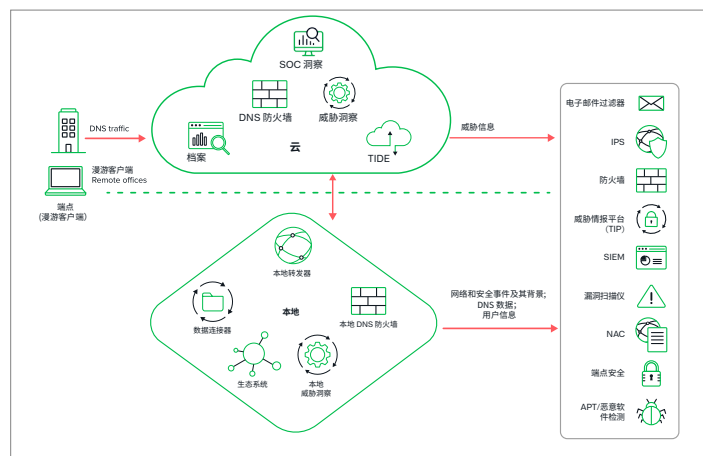 SOC 洞察
DNS 防火墙
威胁洞察
档案
云
TIDE
DNS traffic
漫游客户端
Remote offices
端点
(漫游客户端)
威胁信息
本地转发器
数据连接器
本地
本地 DNS 防火墙
生态系统
本地
威胁洞察
网络和安全事件及其背景;
DNS 数据;
用户信息
电子邮件过滤器
IPS
防火墙
威胁情报平台
(TIP)
SIEM
漏洞扫描仪
NAC
端点安全
APT/恶意软
件检测